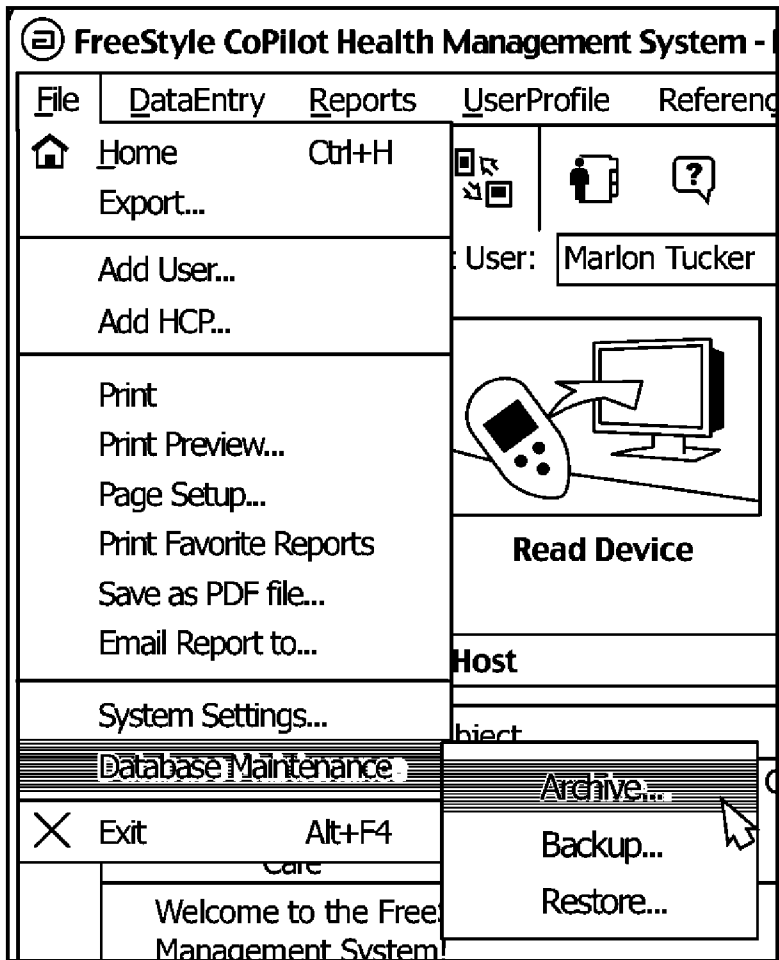 FreeStyle CoPilot Health Management System -
File DataEntry Reports UserProfile
Home Ctrl+H
Export...
User: Marlon Tucker
Add User...
Add HCP...
Print
Print Preview...
Page Setup...
Print Favorite Reports
Read Device
Save as PDF file...
Email Report to...
Host
System Settings...
Database Maintenance
Archive...
Exit Alt+F4
Backup...
Care
Restore...
Welcome to the
Management System!